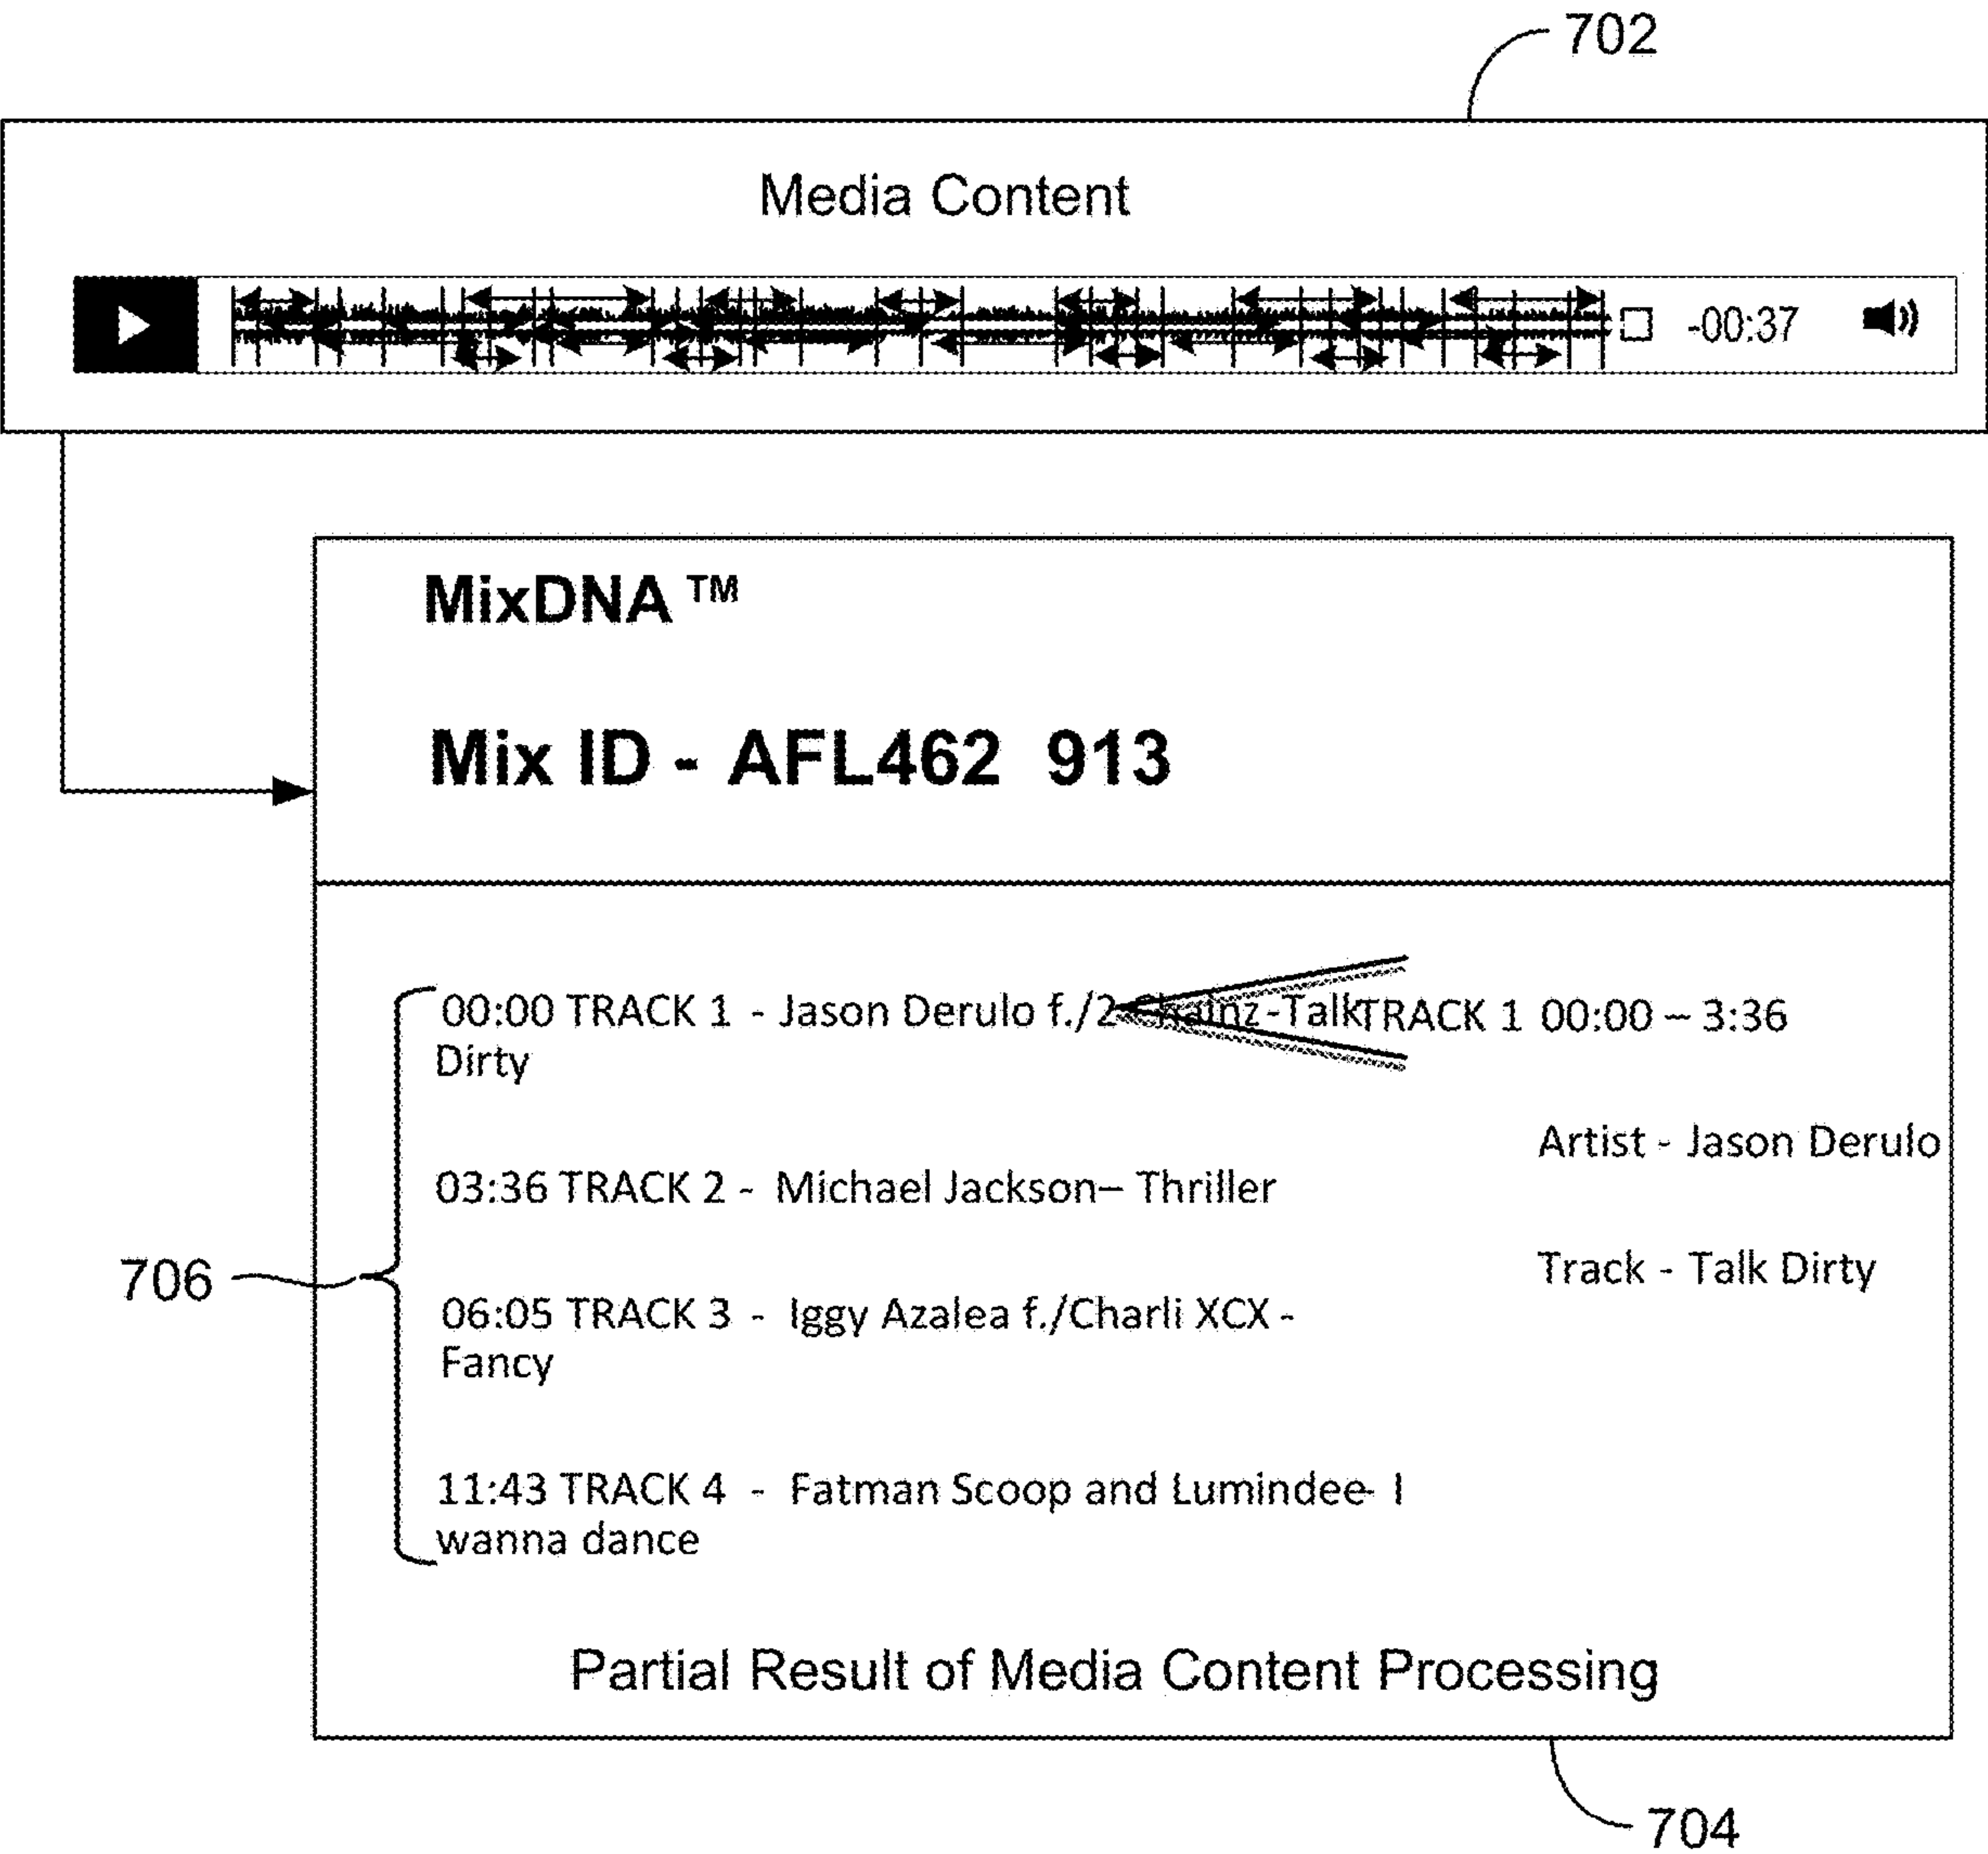 702
Media Content
-00:37
MixDNA™
Mix ID - AFL462 913
00:00 TRACK 1 - Jason Derulo f./2 Chainz-Talk
Dirty
TRACK 1 00:00 – 3:36
Artist - Jason Derulo
03:36 TRACK 2 - Michael Jackson– Thriller
Track - Talk Dirty
706
06:05 TRACK 3 - Iggy Azalea f./Charli XCX -
Fancy
11:43 TRACK 4 - Fatman Scoop and Lumindee- I
wanna dance
Partial Result of Media Content Processing
704